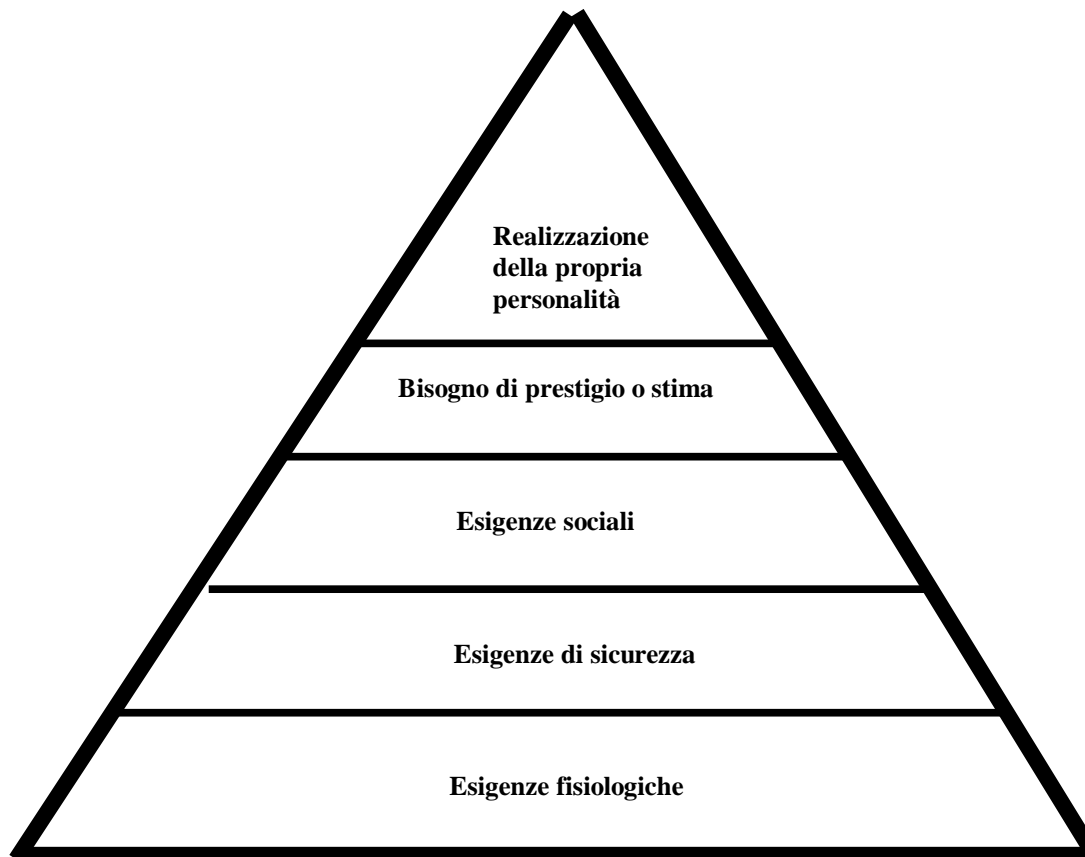 Realizzazione
della propria
personalità
Bisogno di prestigio o stima
Esigenze sociali
Esigenze di sicurezza
Esigenze fisiologiche